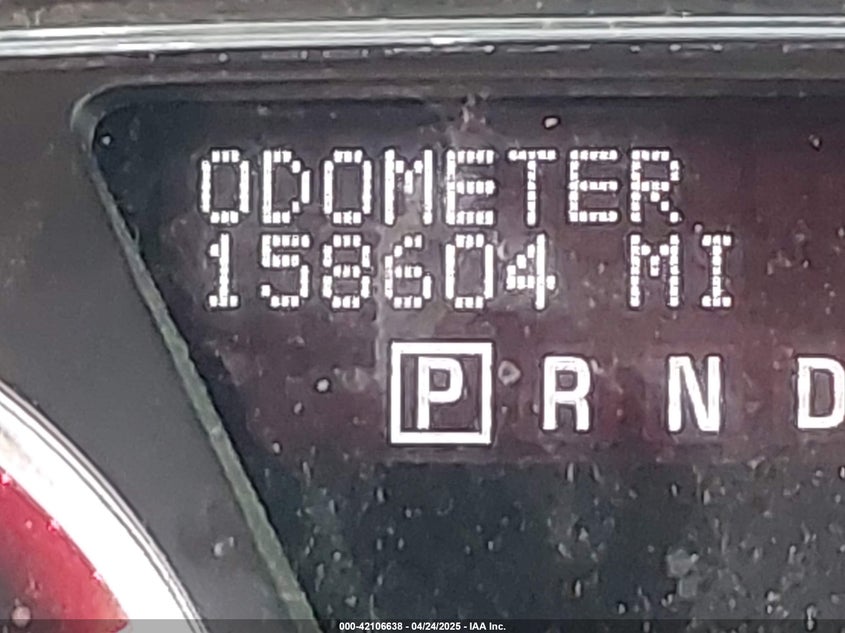 ODOMETER
158604 MI
P R N D
000-42106638 - 04/24/2025 - IAA Inc.